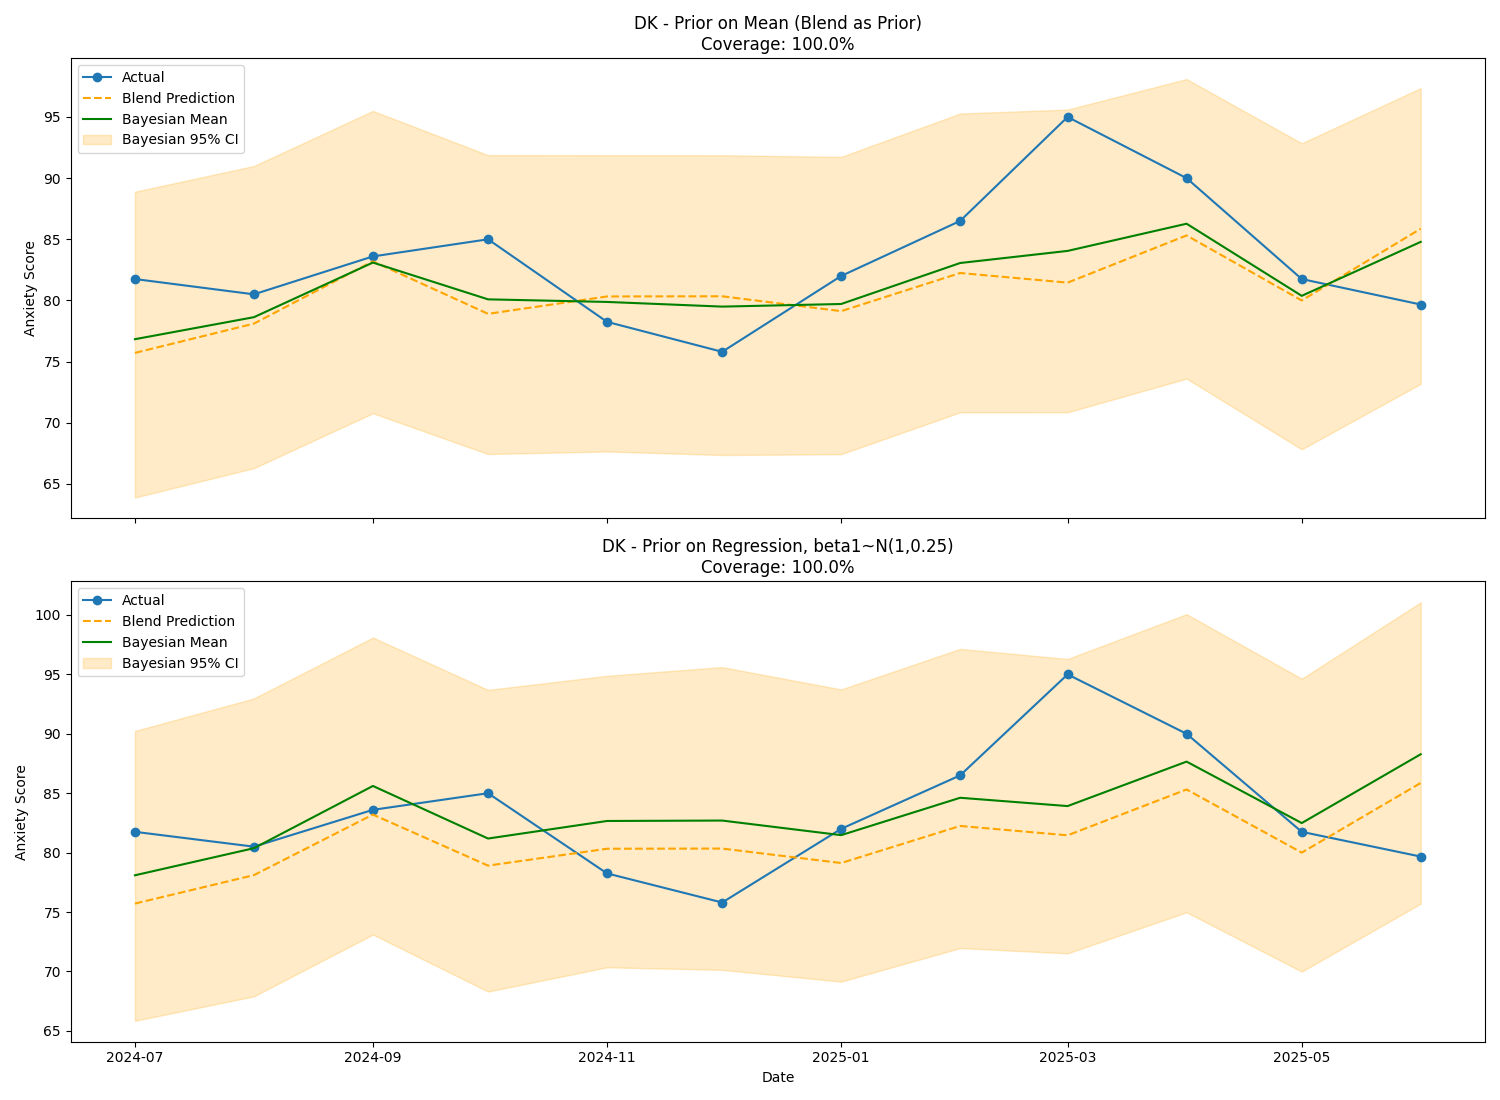 DK - Prior on Mean (Blend as Prior)
Coverage: 100.0%
Actual
Blend Prediction
Bayesian Mean
Bayesian 95% CI
Anxiety Score
95
90
85
80
75
70
65
DK - Prior on Regression, beta1~N(1,0.25)
Coverage: 100.0%
Actual
Blend Prediction
Bayesian Mean
Bayesian 95% CI
Anxiety Score
100
95
90
85
80
75
70
65
2024-07 2024-09 2024-11 2025-01 2025-03 2025-05
Date